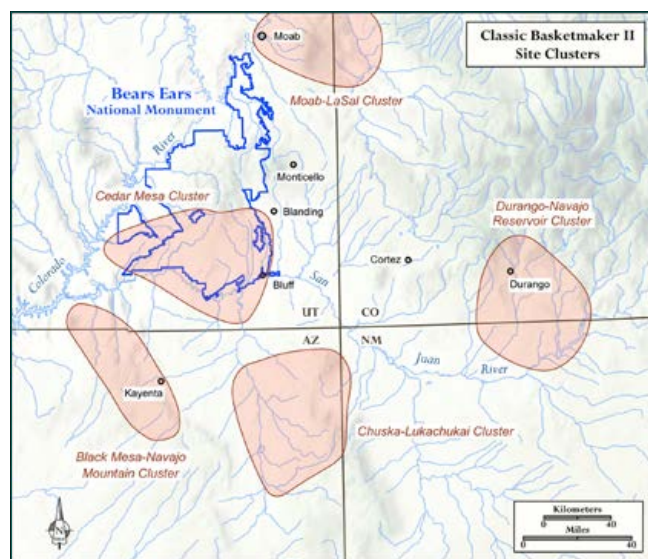 Classic Basketmaker II
Site Clusters
Moab
Bears Ears
National Monument
Moab-LaSal Cluster
River
Monticello
Cedar Mesa Cluster
Blanding
Durango-Navajo
Reservoir Cluster
Colorado
Cortez
Durango
San
Bluff
UT
CO
AZ
NM
Juan
River
Kayenta
Chuska-Lukachukai Cluster
Black Mesa-Navajo
Mountain Cluster
N
Kilometers
0 40
Miles
0 40